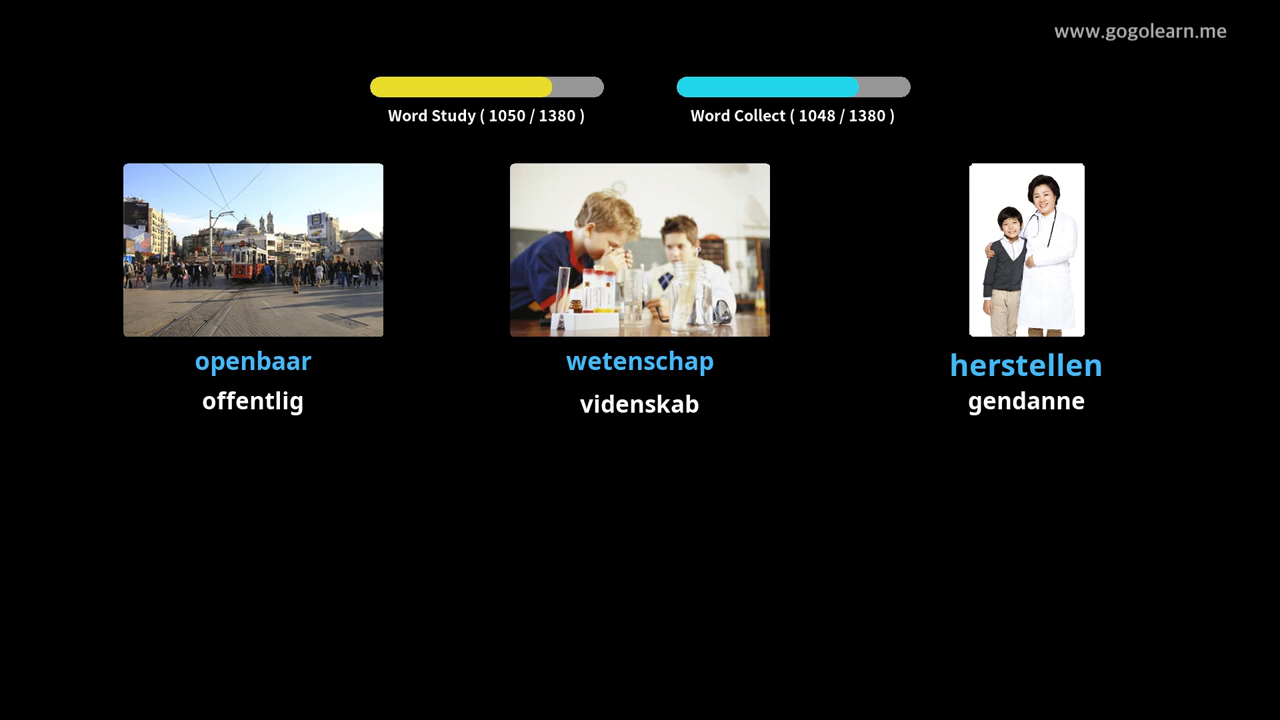 www.gogolearn.me
Word Study ( 1050 / 1380 )
Word Collect ( 1048 / 1380 )
openbaar
wetenschap
herstellen
offentlig
videnskab
gendanne